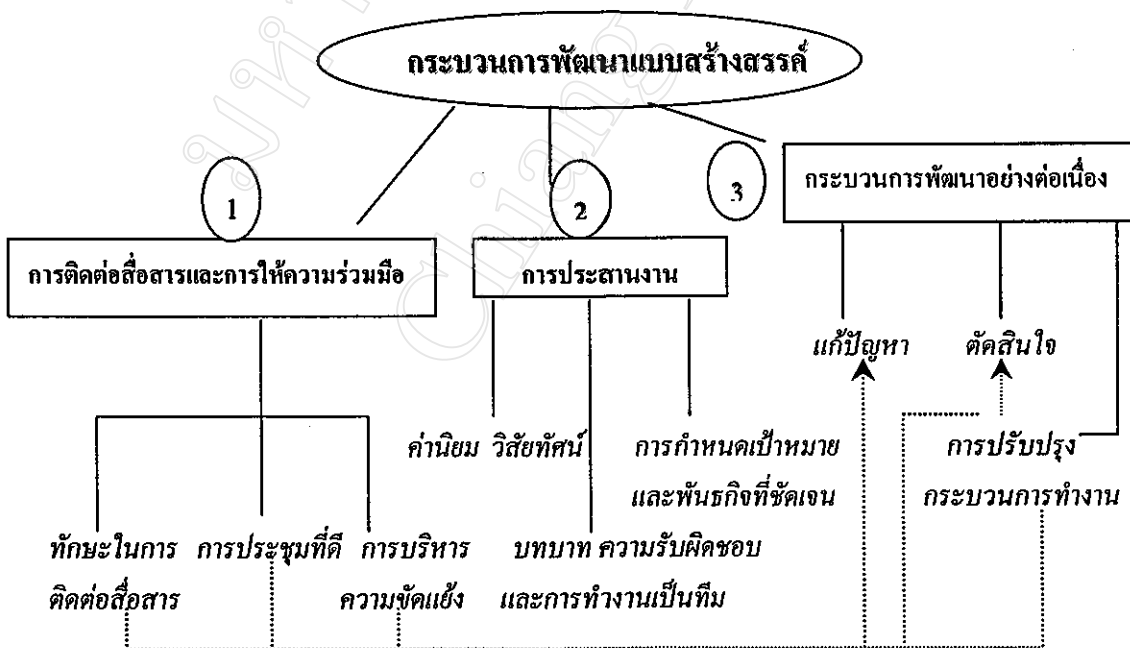 กระบวนการพัฒนาแบบสร้างสรรค์
1
การติดต่อสื่อสารและการให้ความร่วมมือ
ทักษะในการ
ติดต่อสื่อสาร
การประชุมที่ดี
การบริหาร
ความขัดแย้ง
2
การประสานงาน
ค่านิยม วิสัยทัศน์
บทบาท ความรับผิดชอบ
และการทำงานเป็นทีม
การกำหนดเป้าหมาย
และพันธกิจที่ชัดเจน
3
กระบวนการพัฒนาอย่างต่อเนื่อง
แก้ปัญหา
ตัดสินใจ
การปรับปรุง
กระบวนการทำงาน
Chiang